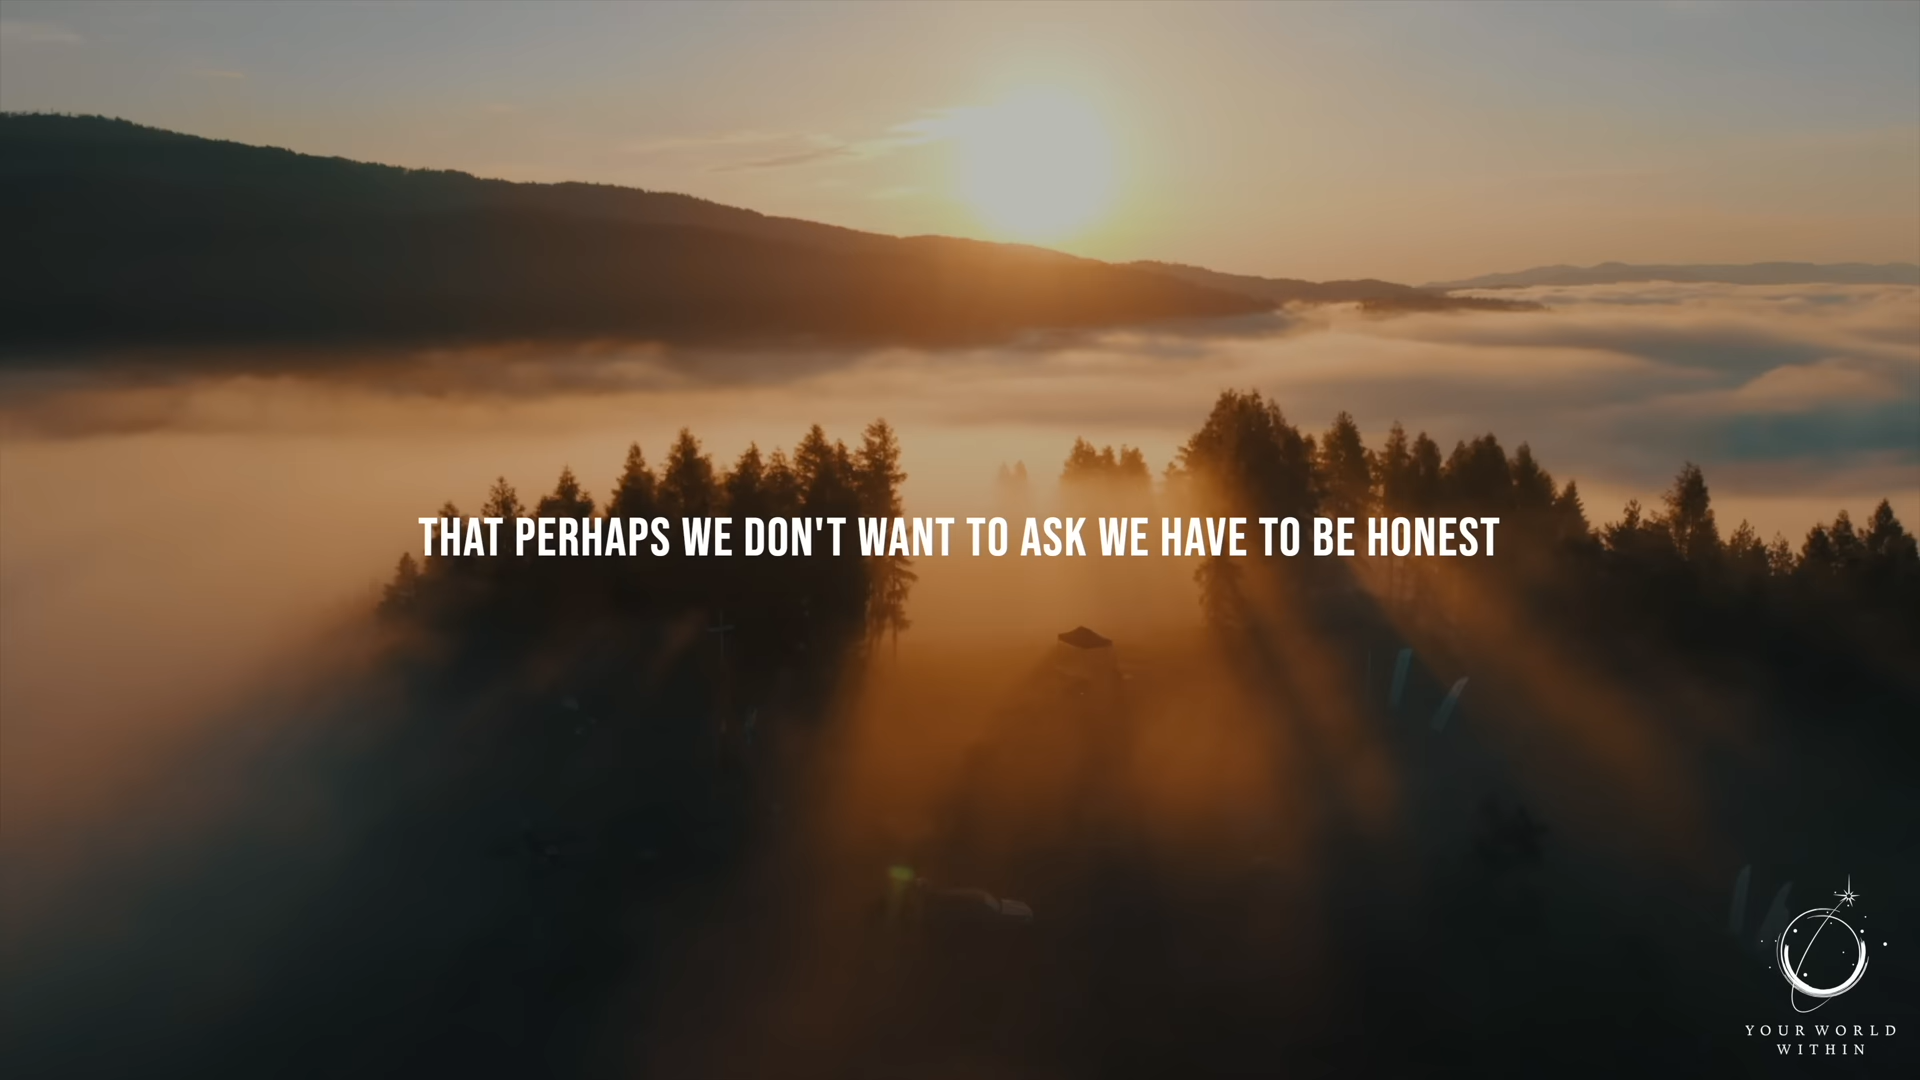 THAT PERHAPS WE DON'T WANT TO ASK WE HAVE TO BE HONEST
YOUR WORLD
WITHIN